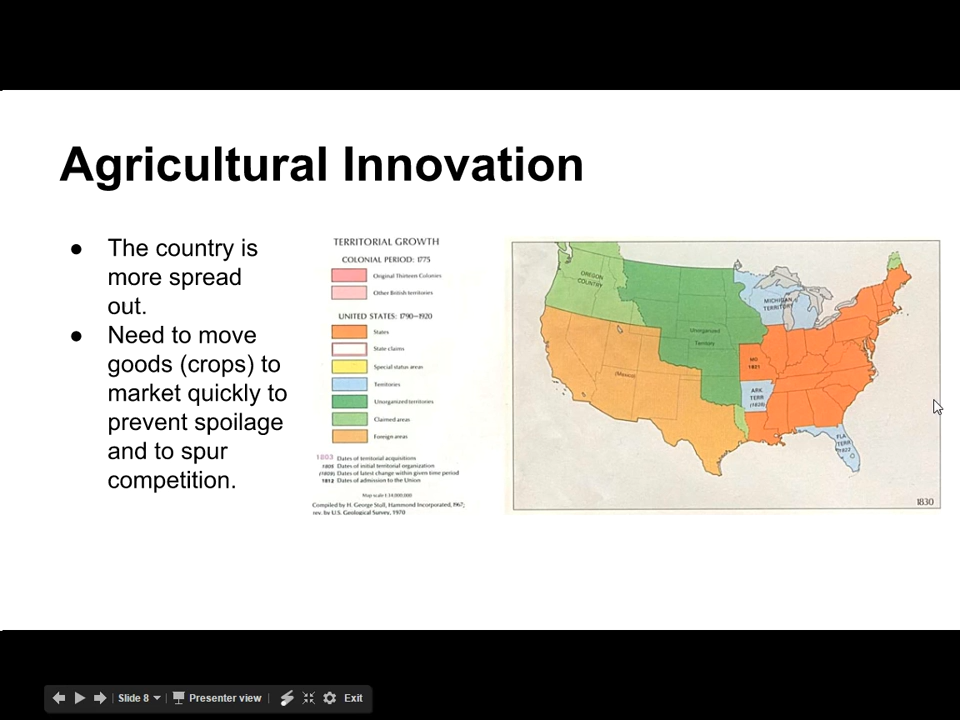 Agricultural Innovation
● The country is
more spread
out.
● Need to move
goods (crops) to
market quickly to
prevent spoilage
and to spur
competition.
TERRITORIAL GROWTH
COLONIAL PERIOD: 1775
Original Thirteen Colonies
Other British territories
UNITED STATES: 1790–1920
States
State claims
Special status areas
Territories
Unorganized territories
Claimed areas
Foreign areas
1803 Dates of territorial acquisitions
1805 Dates of initial territorial organization
(1809) Dates of latest change within given time period
1812 Dates of admission to the Union
Map scale 1:34,000,000
Compiled by H. George Stoll, Hammond Incorporated, 1967;
rev. by U.S. Geological Survey, 1970
OREGON
COUNTRY
Unorganized
Territory
MICHIGAN
TERRITORY
(Mexico)
MO
1821
ARK
TERR
(1828)
FLA
TERR
1822
1830
Slide 8
Presenter view
Exit